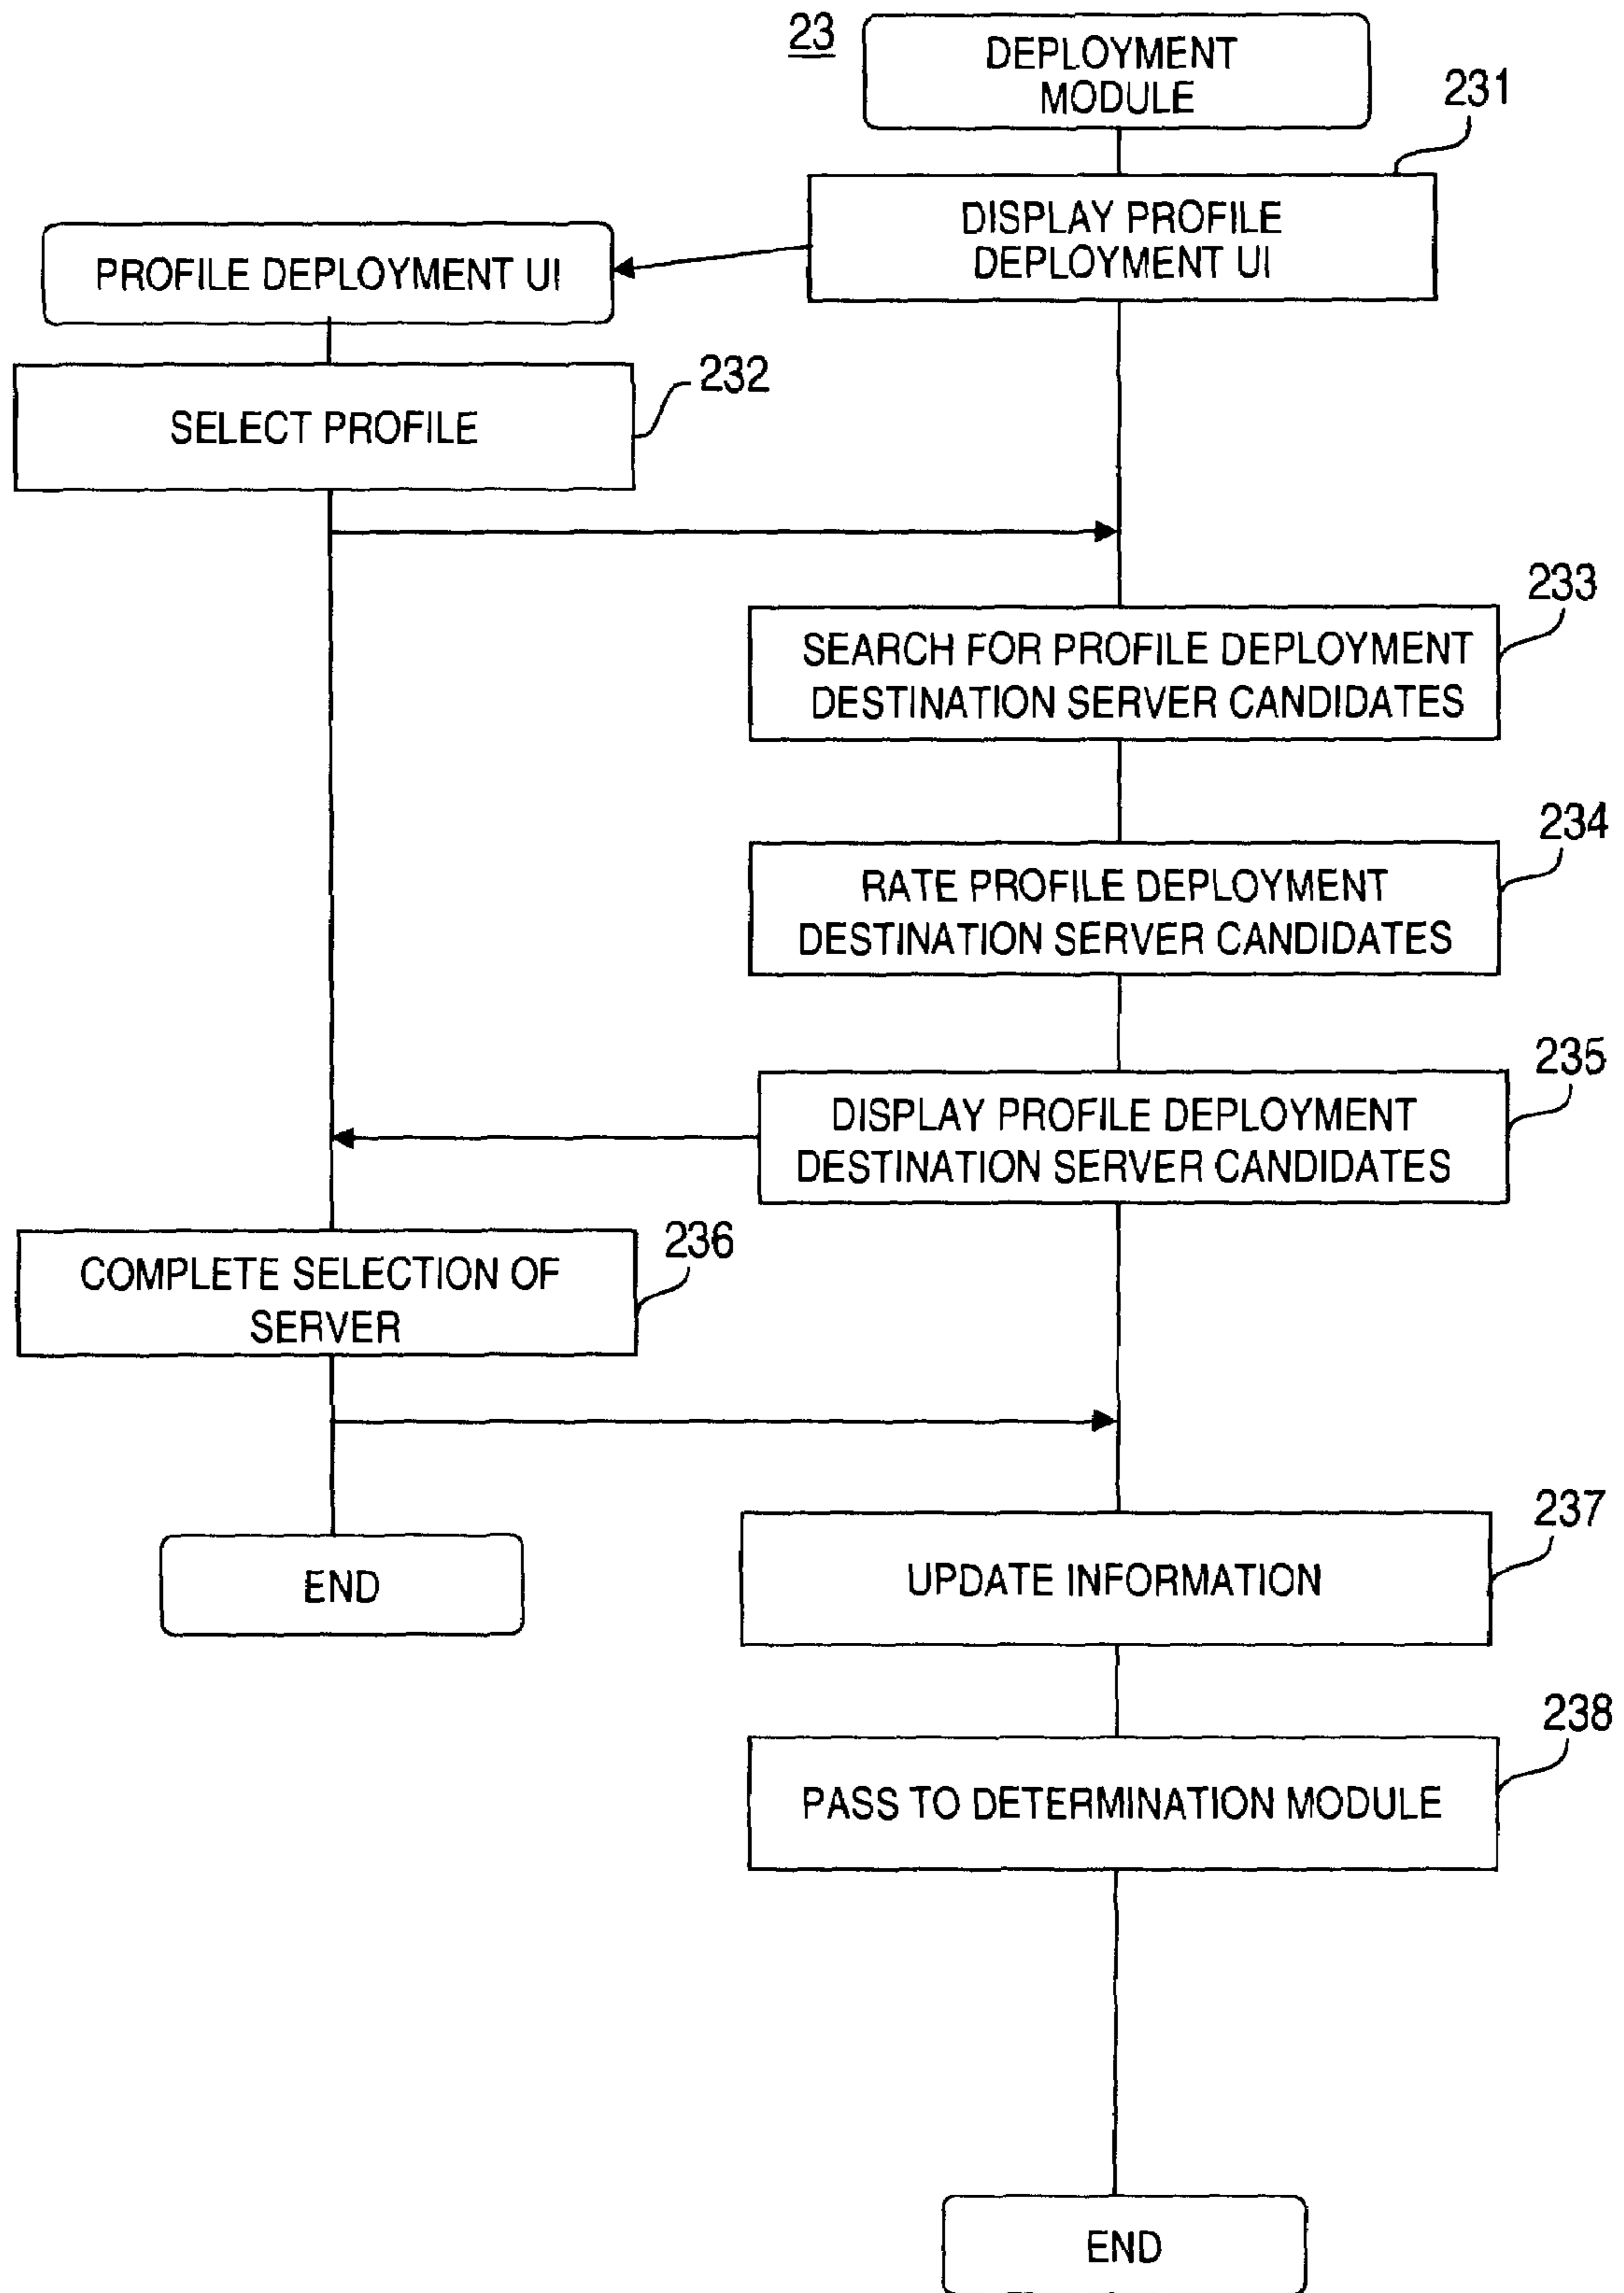 23
DEPLOYMENT
MODULE
231
DISPLAY PROFILE
DEPLOYMENT UI
PROFILE DEPLOYMENT UI
232
SELECT PROFILE
233
SEARCH FOR PROFILE DEPLOYMENT
DESTINATION SERVER CANDIDATES
234
RATE PROFILE DEPLOYMENT
DESTINATION SERVER CANDIDATES
235
DISPLAY PROFILE DEPLOYMENT
DESTINATION SERVER CANDIDATES
236
COMPLETE SELECTION OF
SERVER
237
UPDATE INFORMATION
END
238
PASS TO DETERMINATION MODULE
END